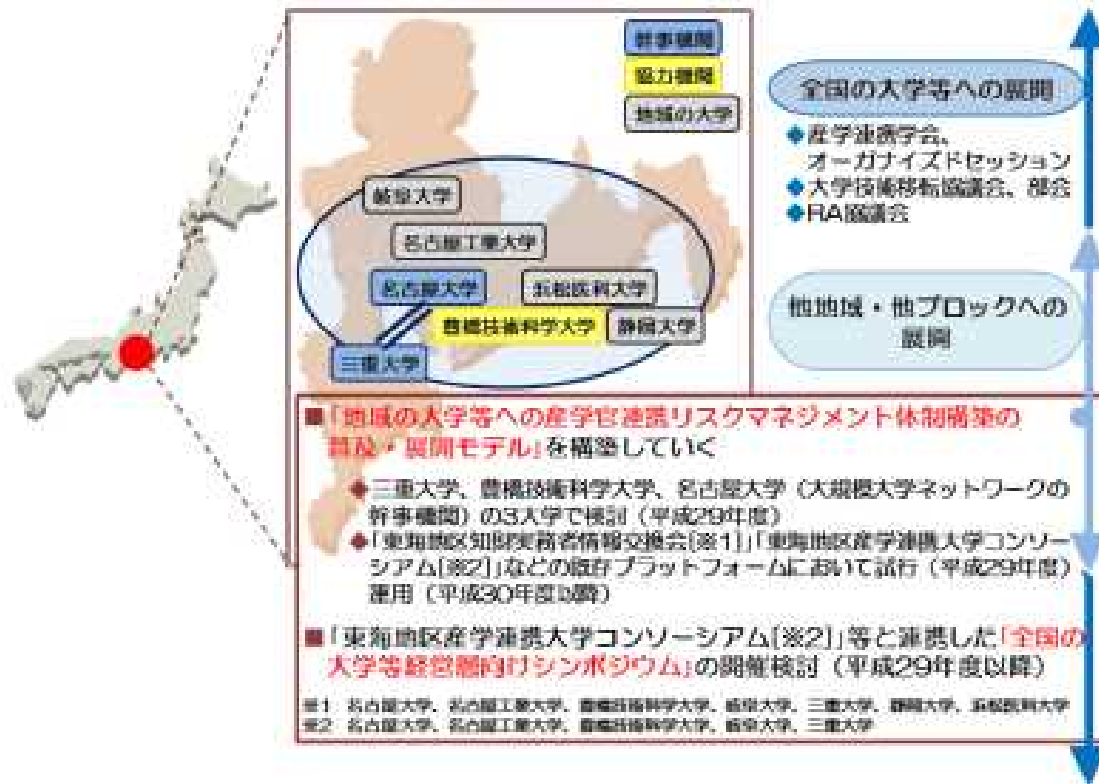 幹事機関
協力機関
地域の大学
岐阜大学
名古屋工業大学
名古屋大学
浜松医科大学
豊橋技術科学大学
静岡大学
三重大学
全国の大学等への展開
◆産学連携学会、
オーガナイズドセッション
◆大学技術移転協議会、部会
◆RA協議会
他地域・他ブロックへの
展開
■「地域の大学等への産学官連携リスクマネジメント体制構築の
普及・展開モデル」を構築していく
◆三重大学、豊橋技術科学大学、名古屋大学（大規模大学ネットワークの
幹事機関）の3大学で検討（平成29年度）
◆「東海地区知財実務者情報交換会[※1]」「東海地区産学連携大学コンソー
シアム[※2]」などの既存プラットフォームにおいて試行（平成29年度）
運用（平成30年度以降）
■「東海地区産学連携大学コンソーシアム[※2]」等と連携した「全国の
大学等経営層向けシンポジウム」の開催検討（平成29年度以降）
※1 名古屋大学、名古屋工業大学、豊橋技術科学大学、岐阜大学、三重大学、静岡大学、浜松医科大学
※2 名古屋大学、名古屋工業大学、豊橋技術科学大学、岐阜大学、三重大学